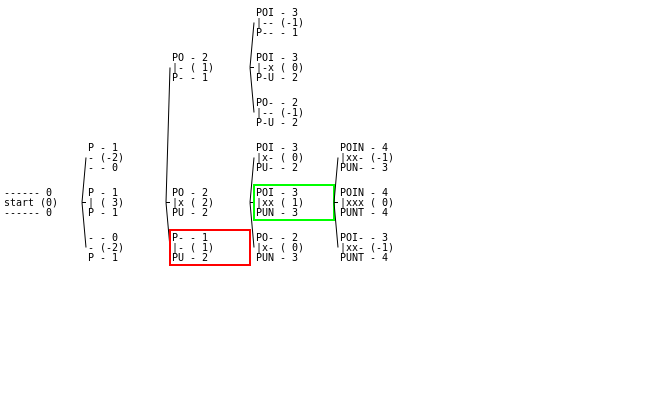 ------ 0
start (0)
------ 0
P - 1
- (-2)
- - 0
P - 1
| ( 3)
P - 1
- - 0
- (-2)
P - 1
PO - 2
|- ( 1)
P- - 1
PO - 2
|x ( 2)
PU - 2
P- - 1
|- ( 1)
PU - 2
POI - 3
|-- (-1)
P-- - 1
POI - 3
|-x ( 0)
P-U - 2
PO- - 2
|-- (-1)
P-U - 2
POI - 3
|x- ( 0)
PU- - 2
POI - 3
|xx ( 1)
PUN - 3
PO- - 2
|x- ( 0)
PUN - 3
POIN - 4
|xx- (-1)
PUN- - 3
POIN - 4
|xxx ( 0)
PUNT - 4
POI- - 3
|xx- (-1)
PUNT - 4